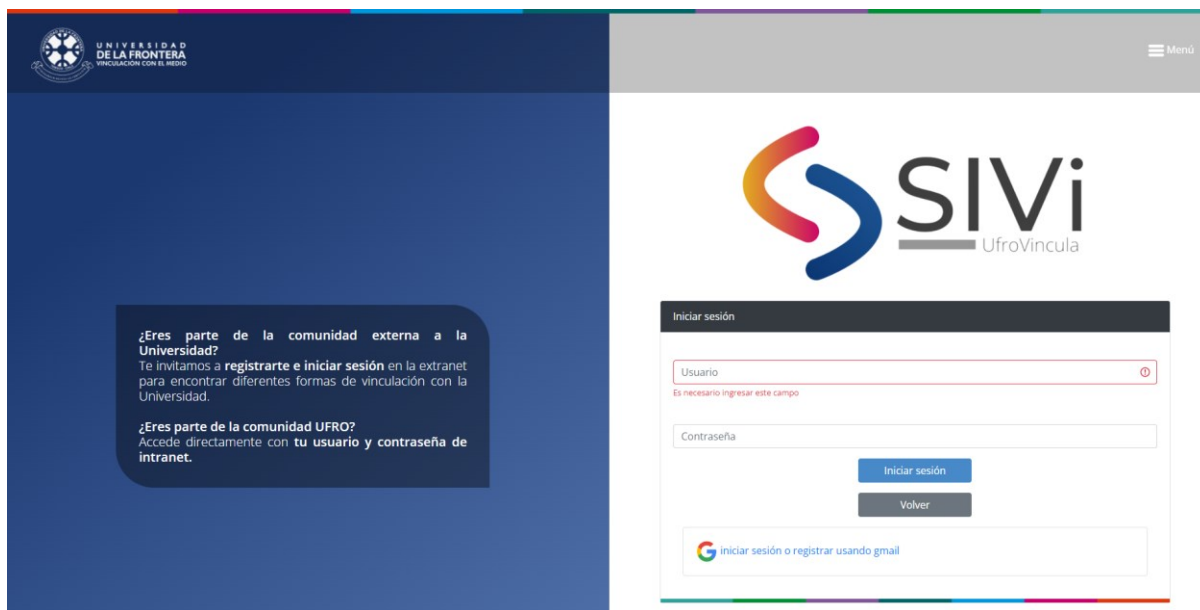 UNIVERSIDAD
DE LA FRONTERA
VINCULACIÓN CON EL MEDIO
Menú
SIVi
UfroVincula
¿Eres parte de la comunidad externa a la
Universidad?
Te invitamos a registrarte e iniciar sesión en la extranet
para encontrar diferentes formas de vinculación con la
Universidad.
¿Eres parte de la comunidad UFRO?
Accede directamente con tu usuario y contraseña de
intranet.
Iniciar sesión
Usuario
Es necesario ingresar este campo
Contraseña
Iniciar sesión
Volver
iniciar sesión o registrar usando gmail